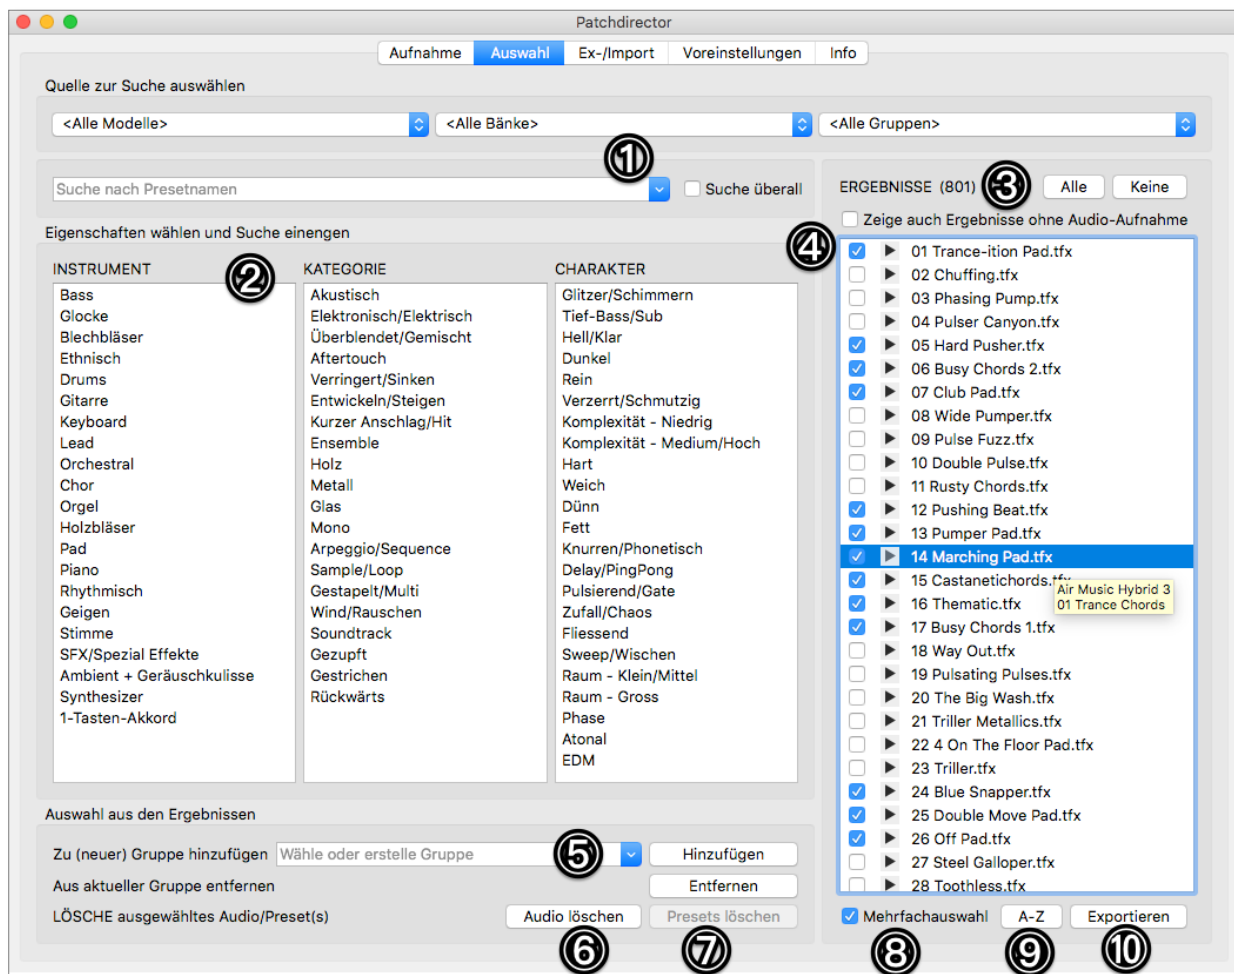 Patchdirector
Aufnahme Auswahl Ex-/Import Voreinstellungen Info
Quelle zur Suche auswählen
<Alle Modelle> <Alle Bänke> <Alle Gruppen>
1
Suche nach Presetnamen Suche überall
Eigenschaften wählen und Suche einengen
2
INSTRUMENT
Bass
Glocke
Blechbläser
Ethnisch
Drums
Gitarre
Keyboard
Lead
Orchestral
Chor
Orgel
Holzbläser
Pad
Piano
Rhythmisch
Geigen
Stimme
SFX/Spezial Effekte
Ambient + Geräuschkulisse
Synthesizer
1-Tasten-Akkord
KATEGORIE
Akustisch
Elektronisch/Elektrisch
Überblendet/Gemischt
Aftertouch
Verringert/Sinken
Entwickeln/Steigen
Kurzer Anschlag/Hit
Ensemble
Holz
Metall
Glas
Mono
Arpeggio/Sequence
Sample/Loop
Gestapelt/Multi
Wind/Rauschen
Soundtrack
Gezupft
Gestrichen
Rückwärts
CHARAKTER
Glitzer/Schimmern
Tief-Bass/Sub
Hell/Klar
Dunkel
Rein
Verzerrt/Schmutzig
Komplexität - Niedrig
Komplexität - Medium/Hoch
Hart
Weich
Dünn
Fett
Knurren/Phonetisch
Delay/PingPong
Pulsierend/Gate
Zufall/Chaos
Fliessend
Sweep/Wischen
Raum - Klein/Mittel
Raum - Gross
Phase
Atonal
EDM
ERGEBNISSE (801) 3 Alle Keine
Zeige auch Ergebnisse ohne Audio-Aufnahme
4
01 Trance-ition Pad.tfx
02 Chuffing.tfx
03 Phasing Pump.tfx
04 Pulser Canyon.tfx
05 Hard Pusher.tfx
06 Busy Chords 2.tfx
07 Club Pad.tfx
08 Wide Pumper.tfx
09 Pulse Fuzz.tfx
10 Double Pulse.tfx
11 Rusty Chords.tfx
12 Pushing Beat.tfx
13 Pumper Pad.tfx
14 Marching Pad.tfx
15 Castanetichords.tfx
Air Music Hybrid 3
01 Trance Chords
16 Thematic.tfx
17 Busy Chords 1.tfx
18 Way Out.tfx
19 Pulsating Pulses.tfx
20 The Big Wash.tfx
21 Triller Metallics.tfx
22 4 On The Floor Pad.tfx
23 Triller.tfx
24 Blue Snapper.tfx
25 Double Move Pad.tfx
26 Off Pad.tfx
27 Steel Galloper.tfx
28 Toothless.tfx
Auswahl aus den Ergebnissen
Zu (neuer) Gruppe hinzufügen Wähle oder erstelle Gruppe 5 Hinzufügen
Aus aktueller Gruppe entfernen Entfernen
LÖSCHE ausgewähltes Audio/Preset(s) Audio löschen Presets löschen
6 7
Mehrfachauswahl A-Z Exportieren
8 9 10